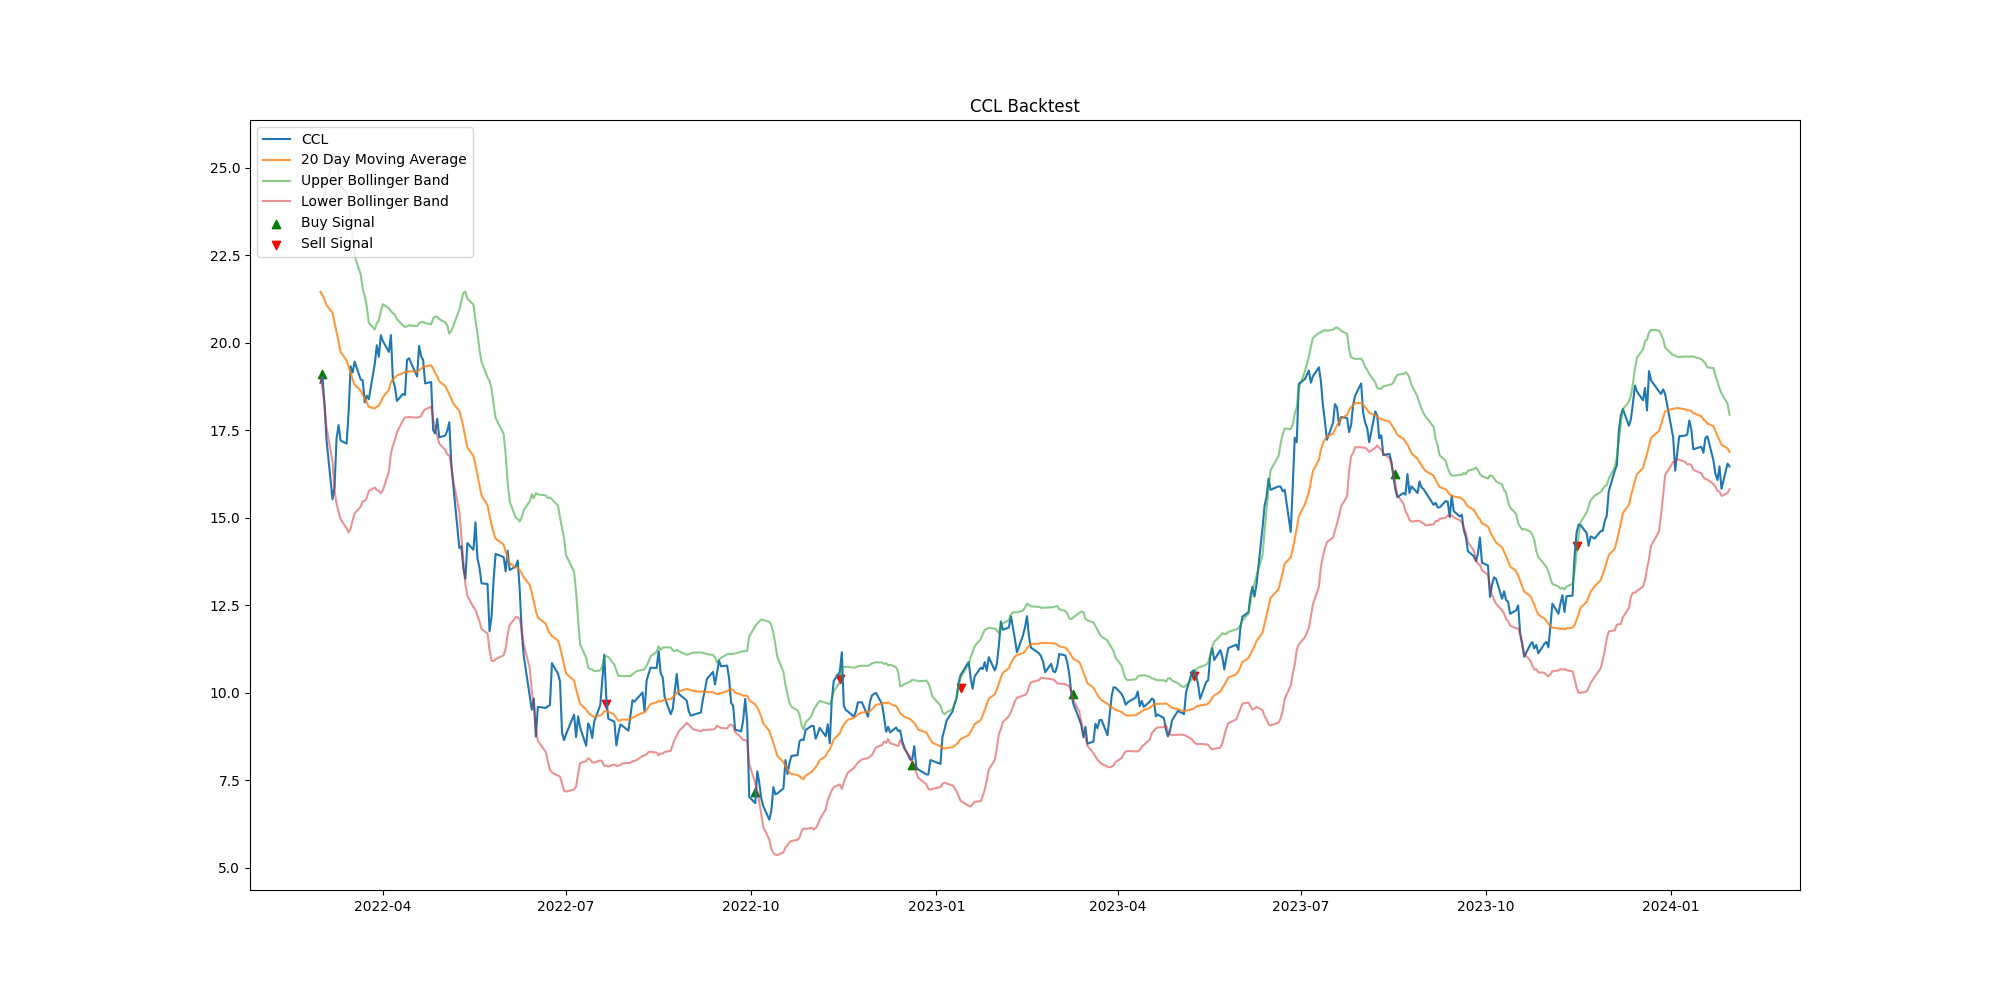 CCL Backtest
CCL
20 Day Moving Average
Upper Bollinger Band
Lower Bollinger Band
Buy Signal
Sell Signal
25.0
22.5
20.0
17.5
15.0
12.5
10.0
7.5
5.0
2022-04 2022-07 2022-10 2023-01 2023-04 2023-07 2023-10 2024-01